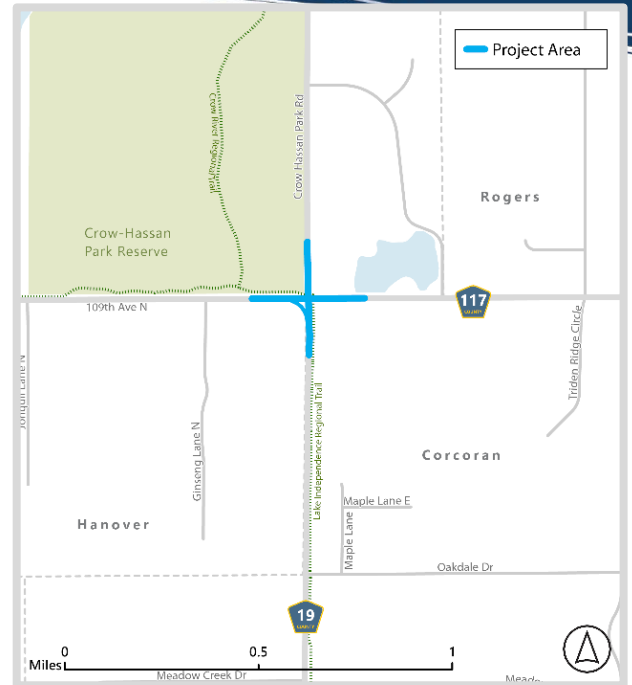 Project Area
Crow River Regional Trail
Crow Hassan Park Rd
Rogers
Crow-Hassan
Park Reserve
117
COUNTY
109th Ave N
Triden Ridge Circle
Jonquil Lane N
Ginseng Lane N
Lake Independence Regional Trail
Corcoran
Maple Lane E
Maple Lane
Hanover
Oakdale Dr
19
COUNTY
0 0.5 1
Miles
Meadow Creek Dr